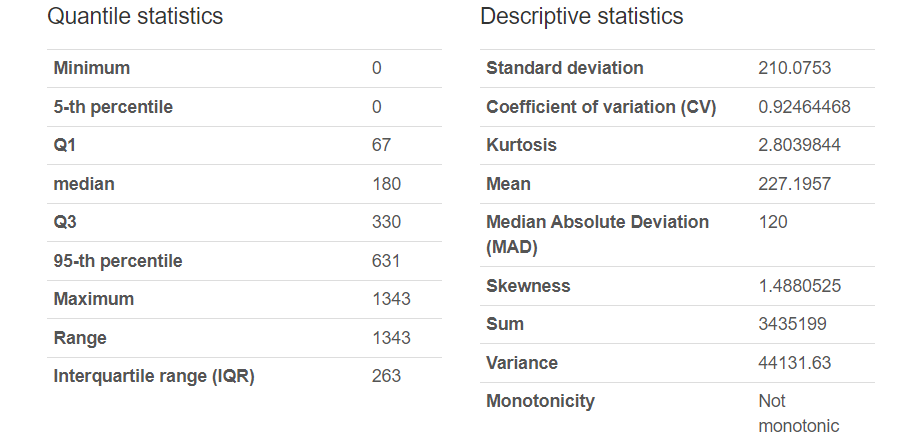 Quantile statistics
Minimum 0
5-th percentile 0
Q1 67
median 180
Q3 330
95-th percentile 631
Maximum 1343
Range 1343
Interquartile range (IQR) 263
Descriptive statistics
Standard deviation 210.0753
Coefficient of variation (CV) 0.92464468
Kurtosis 2.8039844
Mean 227.1957
Median Absolute Deviation 120
(MAD)
Skewness 1.4880525
Sum 3435199
Variance 44131.63
Monotonicity Not
monotonic